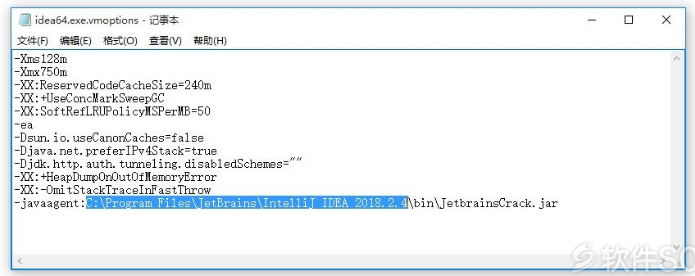 idea64.exe.vmoptions - 记事本
文件(F) 编辑(E) 格式(O) 查看(V) 帮助(H)
-Xms128m
-Xmx750m
-XX:ReservedCodeCacheSize=240m
-XX:+UseConcMarkSweepGC
-XX:SoftRefLRUPolicyMSPerMB=50
-ea
-Dsun.io.useCanonCaches=false
-Djava.net.preferIPv4Stack=true
-Djdk.http.auth.tunneling.disabledSchemes=""
-XX:+HeapDumpOnOutOfMemoryError
-XX:-OmitStackTraceInFastThrow
-javaagent:C:\Program Files\JetBrains\IntelliJ IDEA 2018.2.4\bin\JetbrainsCrack.jar
软件SO